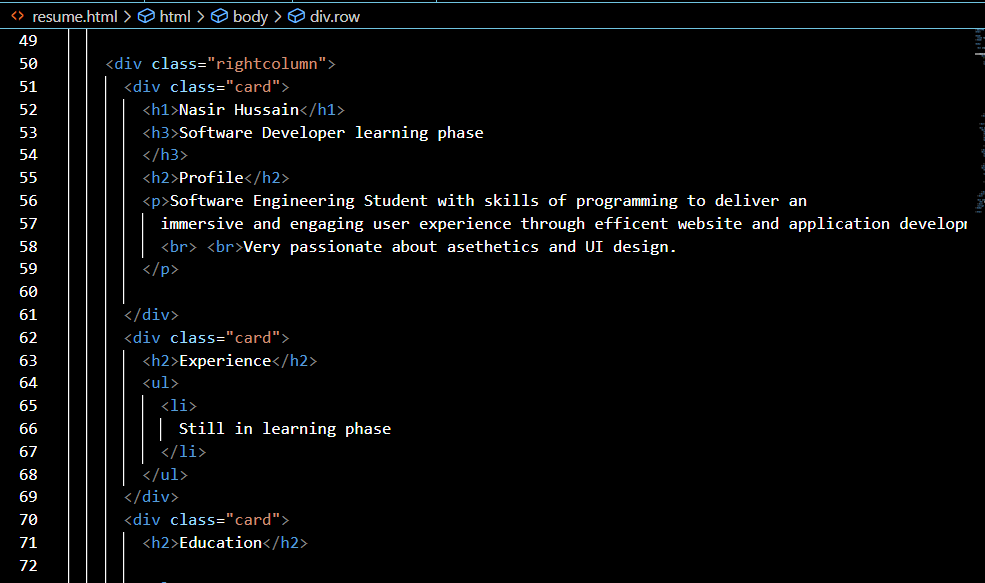 <> resume.html > html > body > div.row
49
50 <div class="rightcolumn">
51 <div class="card">
52 <h1>Nasir Hussain</h1>
53 <h3>Software Developer learning phase
54 </h3>
55 <h2>Profile</h2>
56 <p>Software Engineering Student with skills of programming to deliver an
57 immersive and engaging user experience through efficent website and application develop
58 <br> <br>Very passionate about asethetics and UI design.
59 </p>
60
61 </div>
62 <div class="card">
63 <h2>Experience</h2>
64 <ul>
65 <li>
66 Still in learning phase
67 </li>
68 </ul>
69 </div>
70 <div class="card">
71 <h2>Education</h2>
72